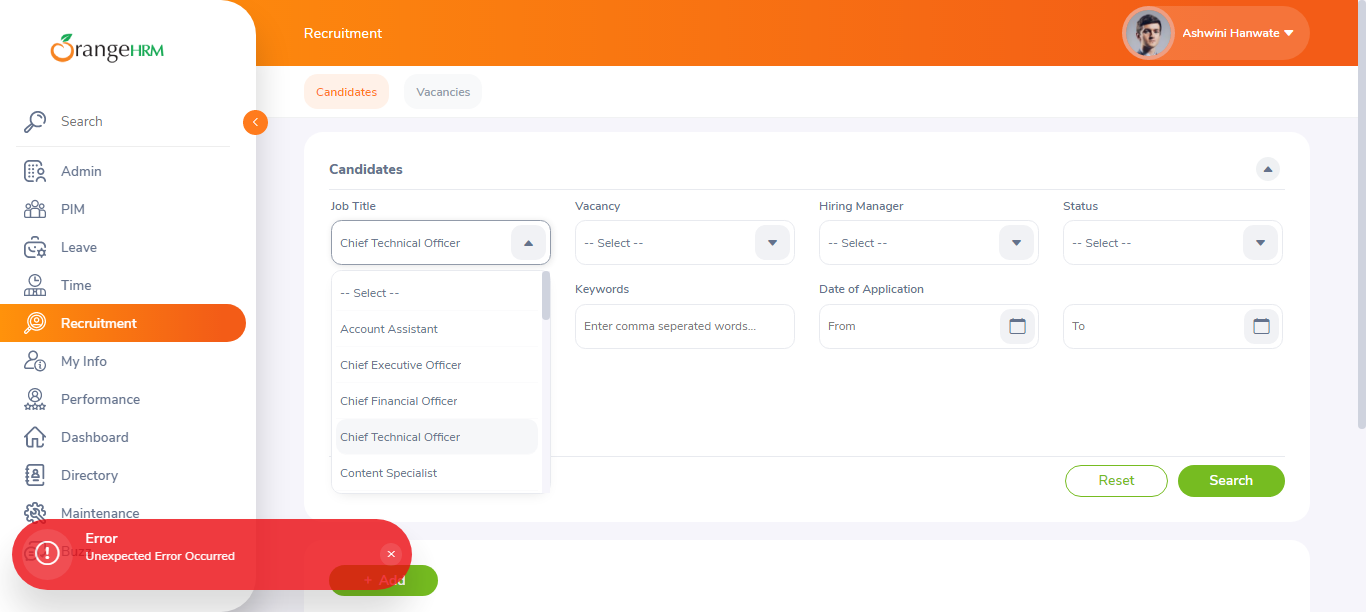 OrangeHRM
Recruitment
Ashwini Hanwate
Candidates
Vacancies
Search
Admin
PIM
Leave
Time
Recruitment
My Info
Performance
Dashboard
Directory
Maintenance
Buzz
Candidates
Job Title
Vacancy
Hiring Manager
Status
Chief Technical Officer
-- Select --
-- Select --
-- Select --
-- Select --
Account Assistant
Chief Executive Officer
Chief Financial Officer
Chief Technical Officer
Content Specialist
Keywords
Date of Application
Enter comma seperated words...
From
To
Reset
Search
Error
Unexpected Error Occurred
+ Add